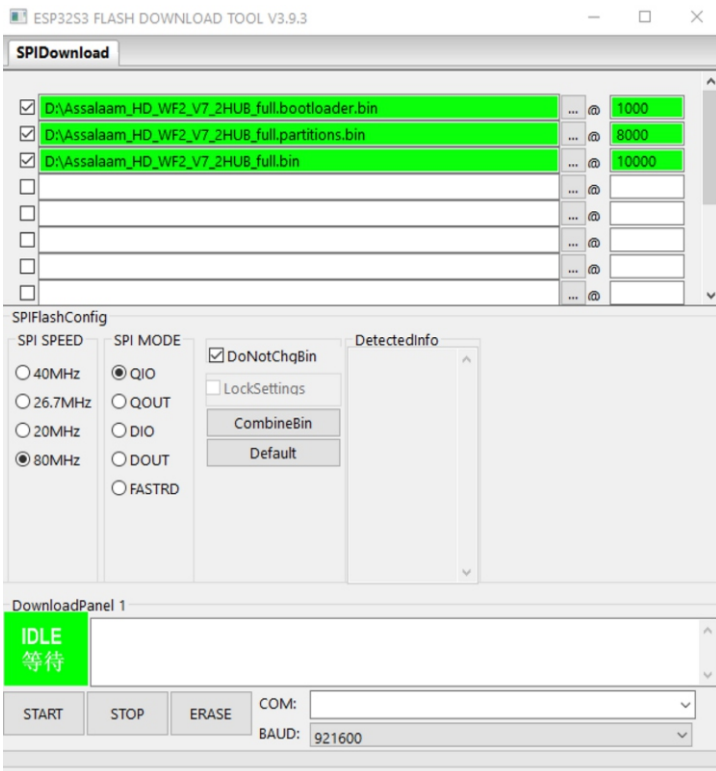 ESP32S3 FLASH DOWNLOAD TOOL V3.9.3
SPIDownload
D:\Assalaam_HD_WF2_V7_2HUB_full.bootloader.bin ... @ 1000
D:\Assalaam_HD_WF2_V7_2HUB_full.partitions.bin ... @ 8000
D:\Assalaam_HD_WF2_V7_2HUB_full.bin ... @ 10000
... @
... @
... @
... @
... @
SPIFlashConfig
SPI SPEED
40MHz
26.7MHz
20MHz
80MHz
SPI MODE
QIO
QOUT
DIO
DOUT
FASTRD
DoNotChgBin
LockSettings
CombineBin
Default
DetectedInfo
DownloadPanel 1
IDLE
等待
START STOP ERASE
COM:
BAUD: 921600